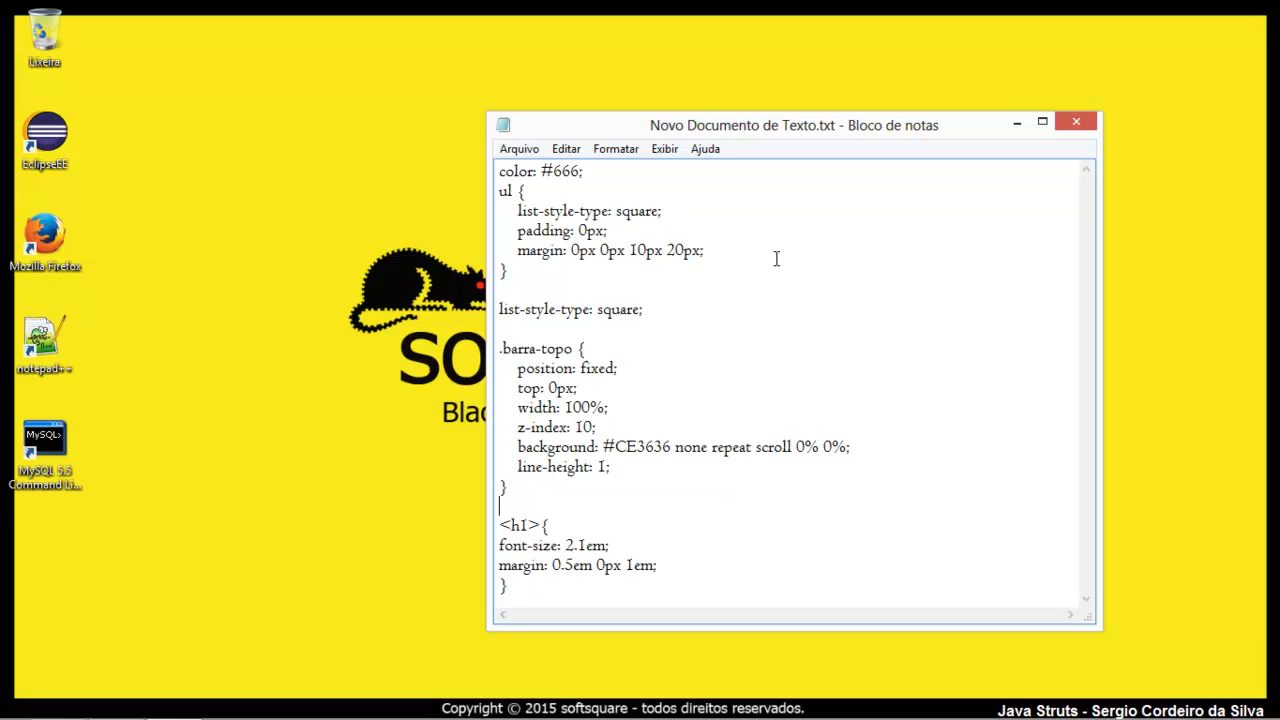 Lixeira
EclipseEE
Mozilla Firefox
notepad++
MySQL>
MySQL 5.5
Command Li...
SO
Novo Documento de Texto.txt - Bloco de notas
Arquivo Editar Formatar Exibir Ajuda
color: #666;
ul {
list-style-type: square;
padding: 0px;
margin: 0px 0px 10px 20px;
}
list-style-type: square;
.barra-topo {
position: fixed;
top: 0px;
width: 100%;
z-index: 10;
background: #CE3636 none repeat scroll 0% 0%;
line-height: 1;
}
<h1>{
font-size: 2.1em;
margin: 0.5em 0px 1em;
}
Copyright © 2015 softsquare - todos direitos reservados.
Java Struts - Sergio Cordeiro da Silva